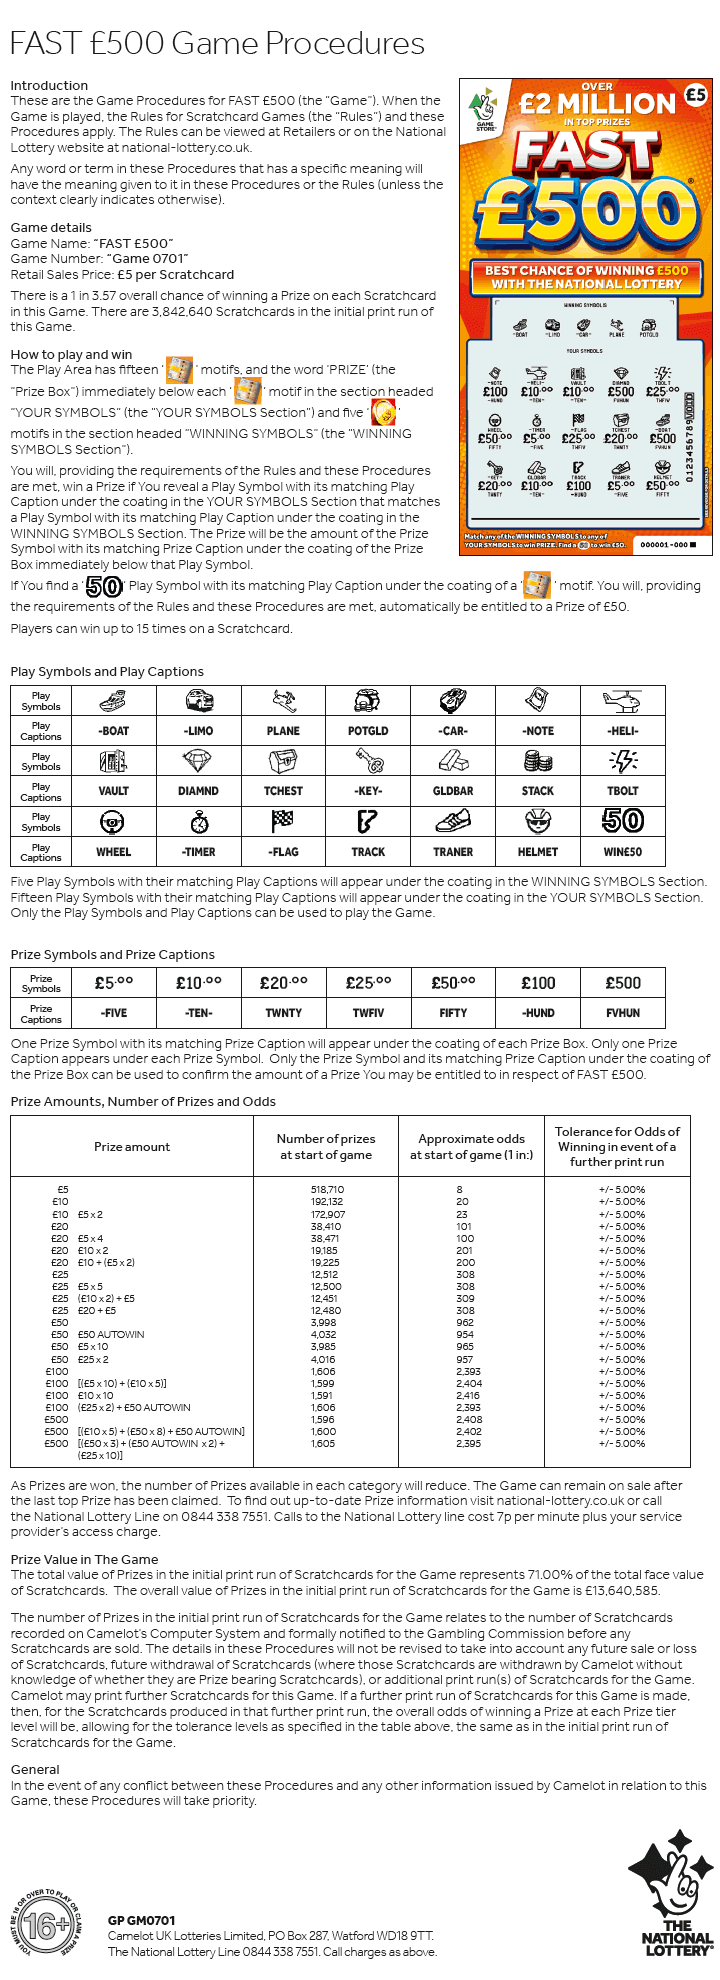 FAST £500 Game Procedures
Introduction
These are the Game Procedures for FAST £500 (the “Game”). When the
Game is played, the Rules for Scratchcard Games (the “Rules”) and these
Procedures apply. The Rules can be viewed at Retailers or on the National
Lottery website at national-lottery.co.uk.
Any word or term in these Procedures that has a specific meaning will
have the meaning given to it in these Procedures or the Rules (unless the
context clearly indicates otherwise).
Game details
Game Name: “FAST £500”
Game Number: “Game 0701”
Retail Sales Price: £5 per Scratchcard
There is a 1 in 3.57 overall chance of winning a Prize on each Scratchcard
in this Game. There are 3,842,640 Scratchcards in the initial print run of
this Game.
How to play and win
The Play Area has fifteen ‘ ’ motifs, and the word ‘PRIZE’ (the
“Prize Box”) immediately below each ‘ ’ motif in the section headed
“YOUR SYMBOLS” (the “YOUR SYMBOLS Section”) and five ‘ ’
motifs in the section headed “WINNING SYMBOLS” (the “WINNING
SYMBOLS Section”).
You will, providing the requirements of the Rules and these Procedures
are met, win a Prize if You reveal a Play Symbol with its matching Play
Caption under the coating in the YOUR SYMBOLS Section that matches
a Play Symbol with its matching Play Caption under the coating in the
WINNING SYMBOLS Section. The Prize will be the amount of the Prize
Symbol with its matching Prize Caption under the coating of the Prize
Box immediately below that Play Symbol.
If You find a ‘50’ Play Symbol with its matching Play Caption under the coating of a ‘ ’ motif. You will, providing
the requirements of the Rules and these Procedures are met, automatically be entitled to a Prize of £50.
Players can win up to 15 times on a Scratchcard.
GAME STORE
£5
OVER
£2 MILLION
IN TOP PRIZES
FAST
£500
BEST CHANCE OF WINNING £500
WITH THE NATIONAL LOTTERY
WINNING SYMBOLS
-BOAT -LIMO -CAR- PLANE POTGLD
YOUR SYMBOLS
-NOTE -HELI- VAULT DIAMND TBOLT
£100 £10.00 £10.00 £500 £25.00
-HUND -TEN- -TEN- FVHUN TWFIV
WHEEL -TIMER -FLAG TCHEST -BOAT
£50.00 £5.00 £25.00 £20.00 £500
FIFTY -FIVE TWFIV TWNTY FVHUN
-KEY- GLDBAR TRACK TRANER HELMET
£20.00 £10.00 £100 £5.00 £50.00
TWNTY -TEN- -HUND -FIVE FIFTY
0123456789VOID
Match any of the WINNING SYMBOLS to any of
YOUR SYMBOLS to win PRIZE. Find a 50 to win £50.
000001-000
Play Symbols and Play Captions
Play Symbols
Play Captions -BOAT -LIMO PLANE POTGLD -CAR- -NOTE -HELI-
Play Symbols
Play Captions VAULT DIAMND TCHEST -KEY- GLDBAR STACK TBOLT
Play Symbols 50
Play Captions WHEEL -TIMER -FLAG TRACK TRANER HELMET WIN£50
Five Play Symbols with their matching Play Captions will appear under the coating in the WINNING SYMBOLS Section.
Fifteen Play Symbols with their matching Play Captions will appear under the coating in the YOUR SYMBOLS Section.
Only the Play Symbols and Play Captions can be used to play the Game.
Prize Symbols and Prize Captions
Prize Symbols £5.00 £10.00 £20.00 £25.00 £50.00 £100 £500
Prize Captions -FIVE -TEN- TWNTY TWFIV FIFTY -HUND FVHUN
One Prize Symbol with its matching Prize Caption will appear under the coating of each Prize Box. Only one Prize
Caption appears under each Prize Symbol. Only the Prize Symbol and its matching Prize Caption under the coating of
the Prize Box can be used to confirm the amount of a Prize You may be entitled to in respect of FAST £500.
Prize Amounts, Number of Prizes and Odds
Prize amount
Number of prizes
at start of game
Approximate odds
at start of game (1 in:)
Tolerance for Odds of
Winning in event of a
further print run
£5 518,710 8 +/- 5.00%
£10 192,132 20 +/- 5.00%
£10 £5 x 2 172,907 23 +/- 5.00%
£20 38,410 101 +/- 5.00%
£20 £5 x 4 38,471 100 +/- 5.00%
£20 £10 x 2 19,185 201 +/- 5.00%
£20 £10 + (£5 x 2) 19,225 200 +/- 5.00%
£25 12,512 308 +/- 5.00%
£25 £5 x 5 12,500 308 +/- 5.00%
£25 (£10 x 2) + £5 12,451 309 +/- 5.00%
£25 £20 + £5 12,480 308 +/- 5.00%
£50 3,998 962 +/- 5.00%
£50 £50 AUTOWIN 4,032 954 +/- 5.00%
£50 £5 x 10 3,985 965 +/- 5.00%
£50 £25 x 2 4,016 957 +/- 5.00%
£100 1,606 2,393 +/- 5.00%
£100 [(£5 x 10) + (£10 x 5)] 1,599 2,404 +/- 5.00%
£100 £10 x 10 1,591 2,416 +/- 5.00%
£100 (£25 x 2) + £50 AUTOWIN 1,606 2,393 +/- 5.00%
£500 1,596 2,408 +/- 5.00%
£500 [(£10 x 5) + (£50 x 8) + £50 AUTOWIN] 1,600 2,402 +/- 5.00%
£500 [(£50 x 3) + (£50 AUTOWIN x 2) + 1,605 2,395 +/- 5.00%
(£25 x 10)]
As Prizes are won, the number of Prizes available in each category will reduce. The Game can remain on sale after
the last top Prize has been claimed. To find out up-to-date Prize information visit national-lottery.co.uk or call
the National Lottery Line on 0844 338 7551. Calls to the National Lottery line cost 7p per minute plus your service
provider’s access charge.
Prize Value in The Game
The total value of Prizes in the initial print run of Scratchcards for the Game represents 71.00% of the total face value
of Scratchcards. The overall value of Prizes in the initial print run of Scratchcards for the Game is £13,640,585.
The number of Prizes in the initial print run of Scratchcards for the Game relates to the number of Scratchcards
recorded on Camelot’s Computer System and formally notified to the Gambling Commission before any
Scratchcards are sold. The details in these Procedures will not be revised to take into account any future sale or loss
of Scratchcards, future withdrawal of Scratchcards (where those Scratchcards are withdrawn by Camelot without
knowledge of whether they are Prize bearing Scratchcards), or additional print run(s) of Scratchcards for the Game.
Camelot may print further Scratchcards for this Game. If a further print run of Scratchcards for this Game is made,
then, for the Scratchcards produced in that further print run, the overall odds of winning a Prize at each Prize tier
level will be, allowing for the tolerance levels as specified in the table above, the same as in the initial print run of
Scratchcards for the Game.
General
In the event of any conflict between these Procedures and any other information issued by Camelot in relation to this
Game, these Procedures will take priority.
YOU MUST BE 16 OR OVER TO PLAY OR CLAIM A PRIZE
16+
GP GM0701
Camelot UK Lotteries Limited, PO Box 287, Watford WD18 9TT.
The National Lottery Line 0844 338 7551. Call charges as above.
THE
NATIONAL
LOTTERY®